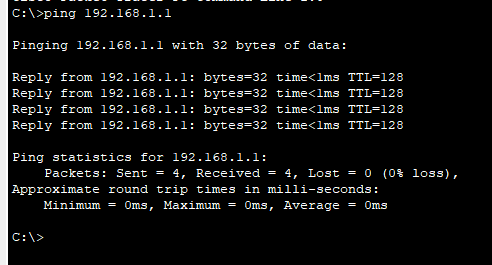 C:\>ping 192.168.1.1
Pinging 192.168.1.1 with 32 bytes of data:
Reply from 192.168.1.1: bytes=32 time<1ms TTL=128
Reply from 192.168.1.1: bytes=32 time<1ms TTL=128
Reply from 192.168.1.1: bytes=32 time<1ms TTL=128
Reply from 192.168.1.1: bytes=32 time<1ms TTL=128
Ping statistics for 192.168.1.1:
Packets: Sent = 4, Received = 4, Lost = 0 (0% loss),
Approximate round trip times in milli-seconds:
Minimum = 0ms, Maximum = 0ms, Average = 0ms
C:\>